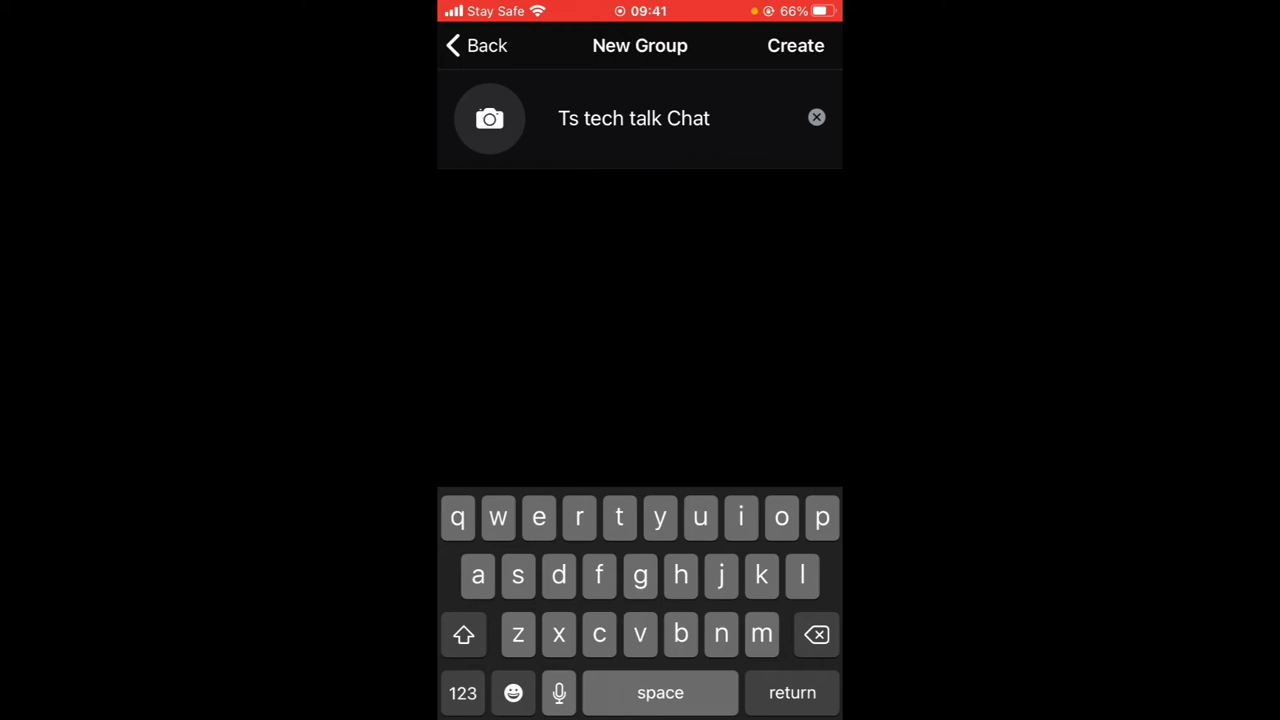 Stay Safe 09:41 66%
Back New Group Create
Ts tech talk Chat
q w e r t y u i o p
a s d f g h j k l
z x c v b n m
123 space return